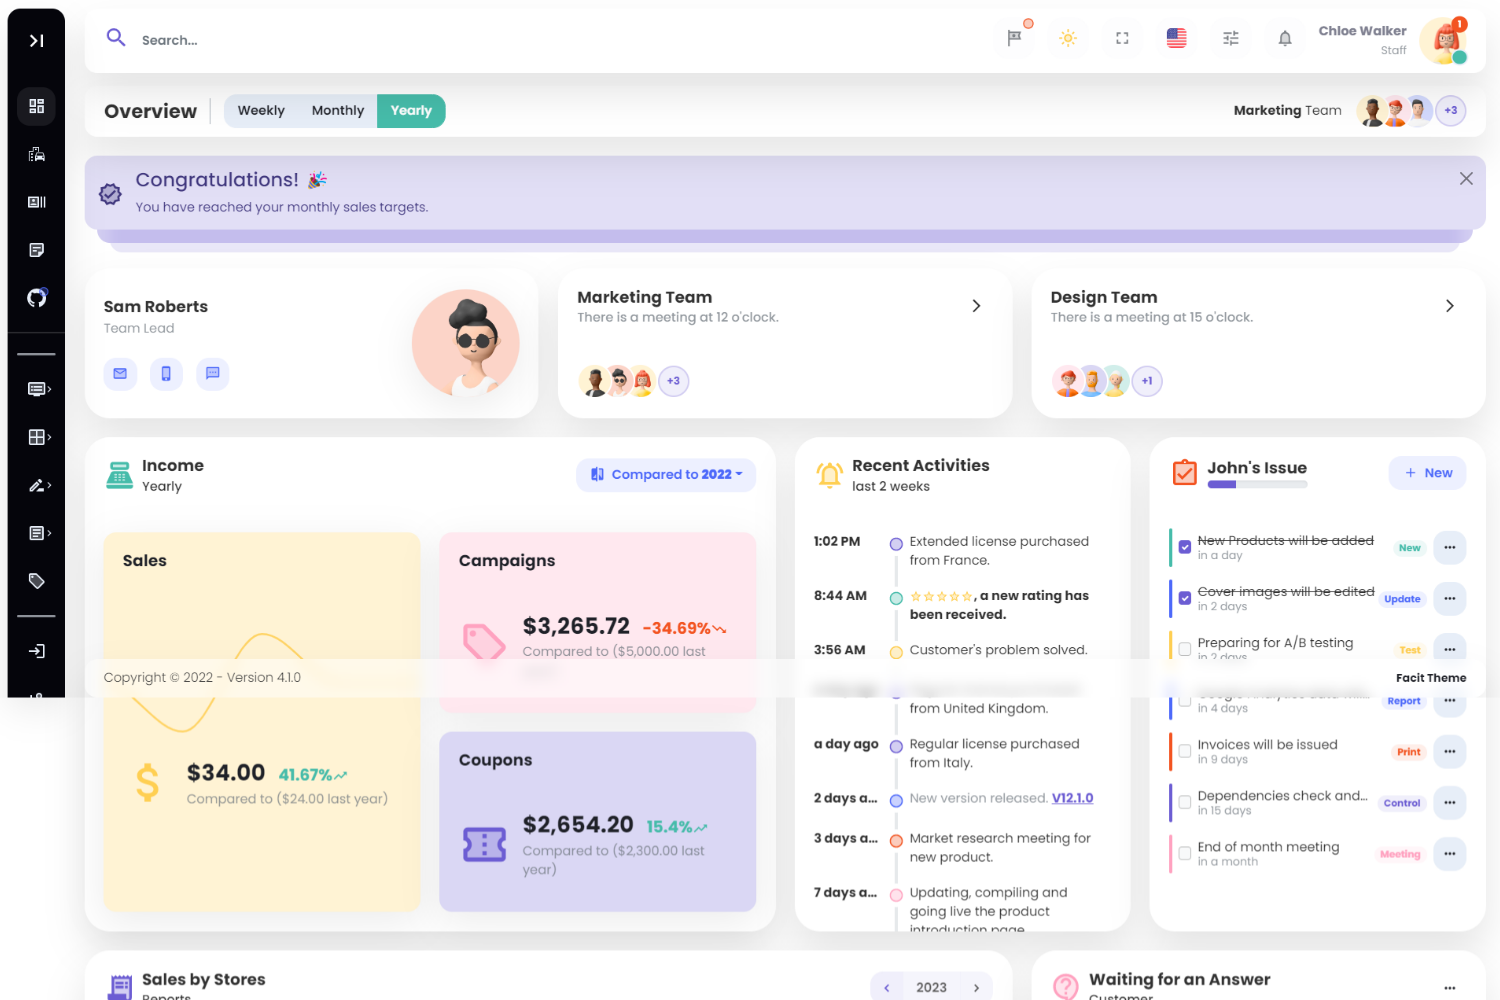 Search...
Chloe Walker
Staff
1
Overview
Weekly
Monthly
Yearly
Marketing Team
+3
Congratulations! 🎉
You have reached your monthly sales targets.
Sam Roberts
Team Lead
Marketing Team
There is a meeting at 12 o'clock.
+3
Design Team
There is a meeting at 15 o'clock.
+1
Income
Yearly
Compared to 2022
Sales
$34.00 41.67%
Compared to ($24.00 last year)
Campaigns
$3,265.72 -34.69%
Compared to ($5,000.00 last
Coupons
$2,654.20 15.4%
Compared to ($2,300.00 last
year)
Recent Activities
last 2 weeks
1:02 PM
Extended license purchased
from France.
8:44 AM
☆☆☆☆☆, a new rating has
been received.
3:56 AM
Customer's problem solved.
from United Kingdom.
a day ago
Regular license purchased
from Italy.
2 days a...
New version released. V12.1.0
3 days a...
Market research meeting for
new product.
7 days a...
Updating, compiling and
going live the product
introduction page
John's Issue
+ New
New Products will be added
in a day
New
Cover images will be edited
in 2 days
Update
Preparing for A/B testing
in 2 days
Test
in 4 days
Report
Invoices will be issued
in 9 days
Print
Dependencies check and...
in 15 days
Control
End of month meeting
in a month
Meeting
Copyright © 2022 - Version 4.1.0
Facit Theme
Sales by Stores
Reports
2023
Waiting for an Answer
Customer